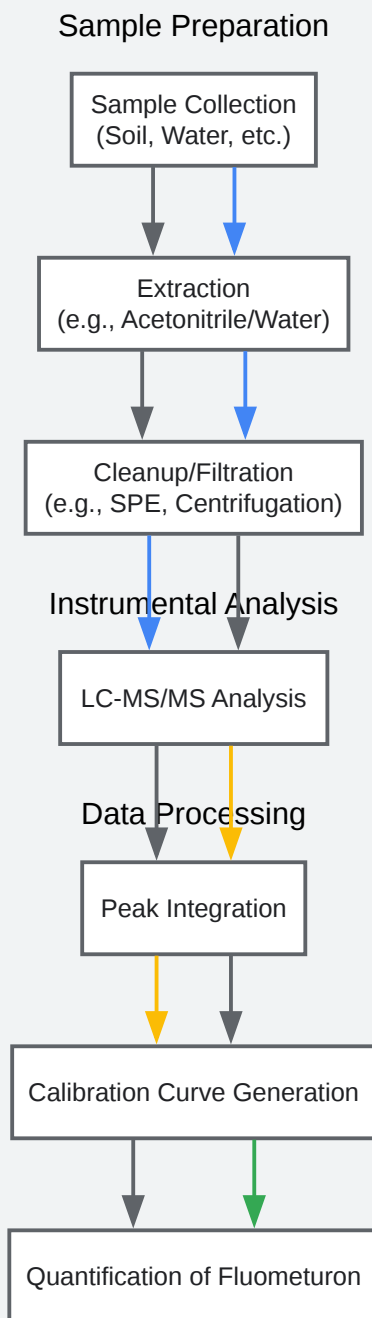 Sample Preparation
Sample Collection
(Soil, Water, etc.)
Extraction
(e.g., Acetonitrile/Water)
Cleanup/Filtration
(e.g., SPE, Centrifugation)
Instrumental Analysis
LC-MS/MS Analysis
Data Processing
Peak Integration
Calibration Curve Generation
Quantification of Fluometuron